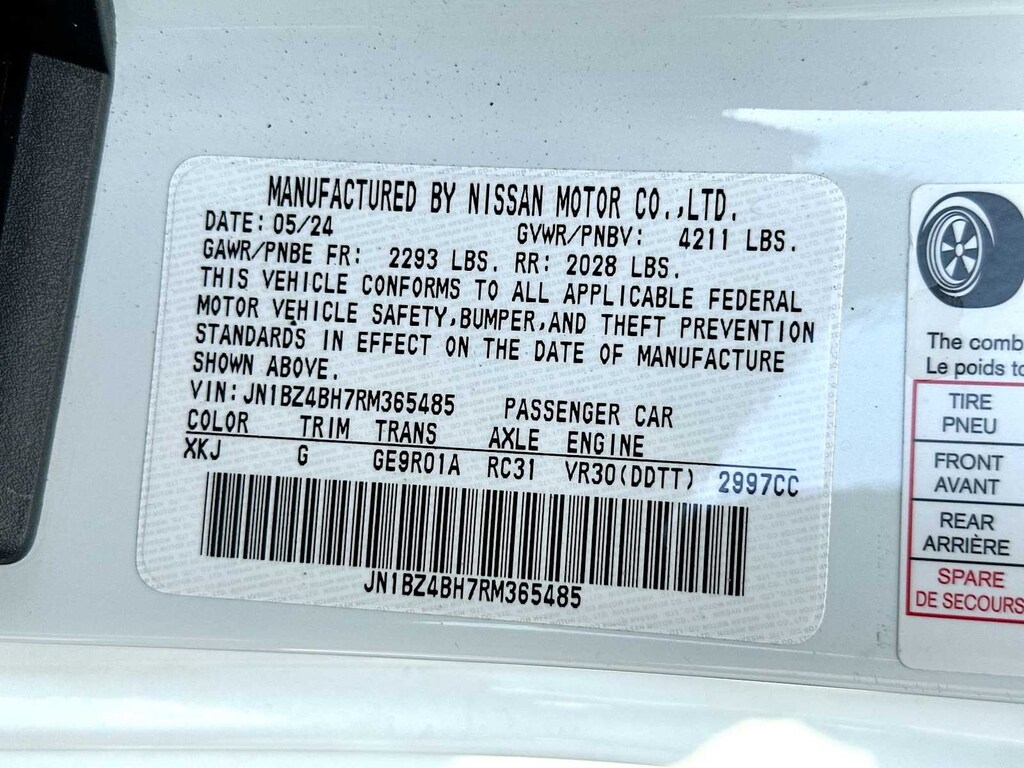 MANUFACTURED BY NISSAN MOTOR CO.,LTD.
DATE: 05/24 GVWR/PNBV: 4211 LBS.
GAWR/PNBE FR: 2293 LBS. RR: 2028 LBS.
THIS VEHICLE CONFORMS TO ALL APPLICABLE FEDERAL
MOTOR VEHICLE SAFETY,BUMPER,AND THEFT PREVENTION
STANDARDS IN EFFECT ON THE DATE OF MANUFACTURE
SHOWN ABOVE.
VIN:JN1BZ4BH7RM365485 PASSENGER CAR
COLOR TRIM TRANS AXLE ENGINE
XKJ G GE9R01A RC31 VR30(DDTT) 2997CC
JN1BZ4BH7RM365485
The comb
Le poids to
TIRE
PNEU
FRONT
AVANT
REAR
ARRIÈRE
SPARE
DE SECOURS